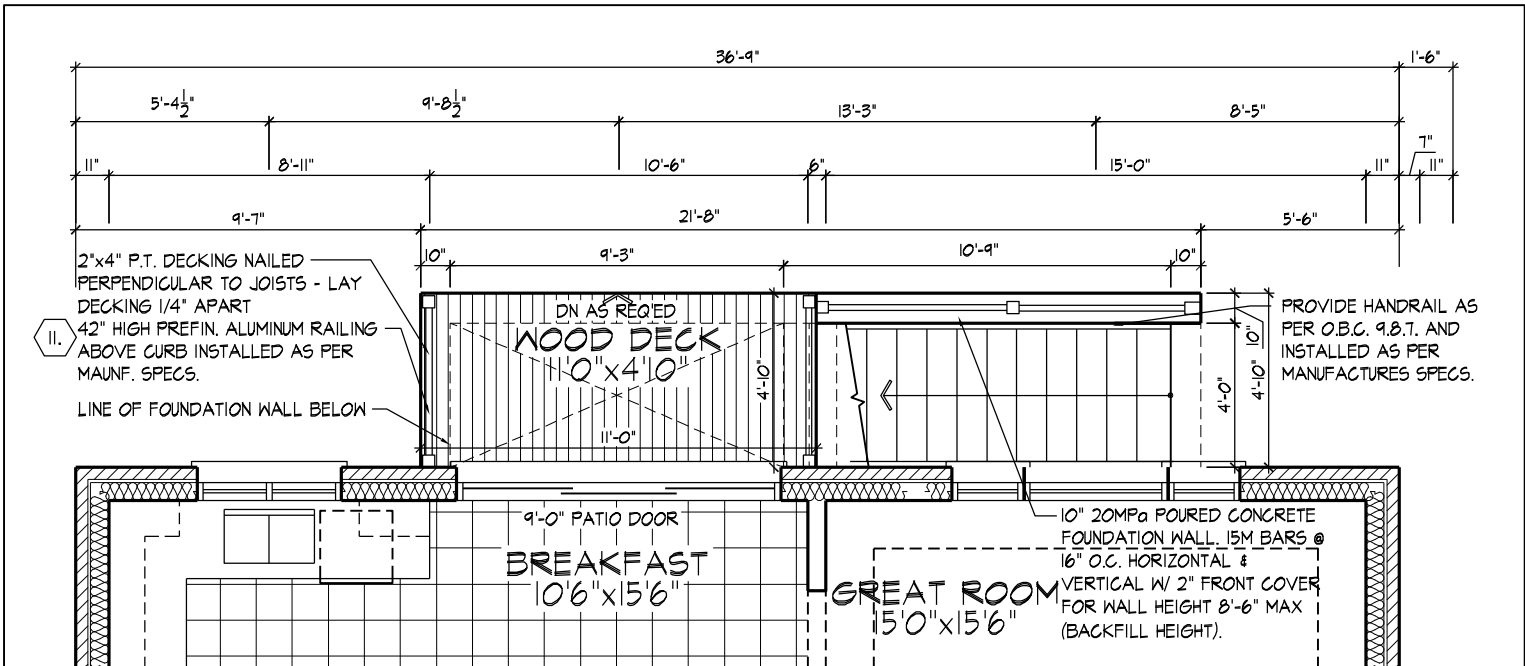 36'-9"
1'-6"
5'-4 1/2"
9'-8 1/2"
13'-3"
8'-5"
7"
11"
8'-11"
10'-6"
6"
15'-0"
11"
11"
9'-7"
21'-8"
5'-6"
10"
9'-3"
10'-9"
10"
2"x4" P.T. DECKING NAILED
PERPENDICULAR TO JOISTS - LAY
DECKING 1/4" APART
11.
42" HIGH PREFIN. ALUMINUM RAILING
ABOVE CURB INSTALLED AS PER
MAUNF. SPECS.
LINE OF FOUNDATION WALL BELOW
DN AS REQ'ED
WOOD DECK
11'0"x4'10"
4'-10"
11'-0"
10"
4'-0"
4'-10"
PROVIDE HANDRAIL AS
PER O.B.C. 9.8.7. AND
INSTALLED AS PER
MANUFACTURES SPECS.
9'-0" PATIO DOOR
BREAKFAST
10'6"x15'6"
GREAT ROOM
15'0"x15'6"
10" 20MPa POURED CONCRETE
FOUNDATION WALL. 15M BARS @
16" O.C. HORIZONTAL &
VERTICAL W/ 2" FRONT COVER
FOR WALL HEIGHT 8'-6" MAX
(BACKFILL HEIGHT).